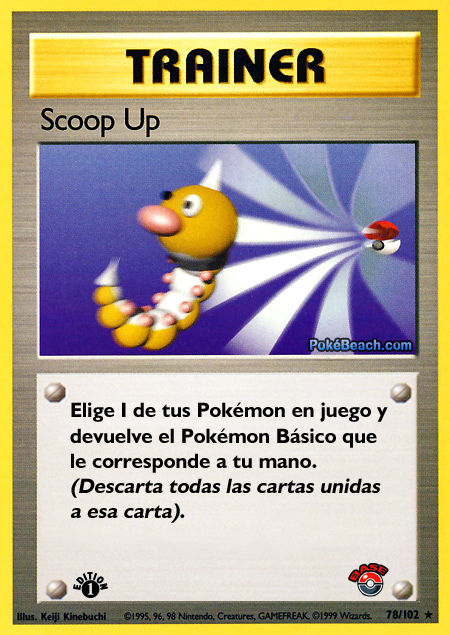 TRAINER
Scoop Up
PokéBeach.com
Elige 1 de tus Pokémon en juego y
devuelve el Pokémon Básico que
le corresponde a tu mano.
(Descarta todas las cartas unidas
a esa carta).
EDITION
1
BASE
Illus. Keiji Kinebuchi ©1995, 96, 98 Nintendo, Creatures, GAMEFREAK. ©1999 Wizards. 78/102 ★